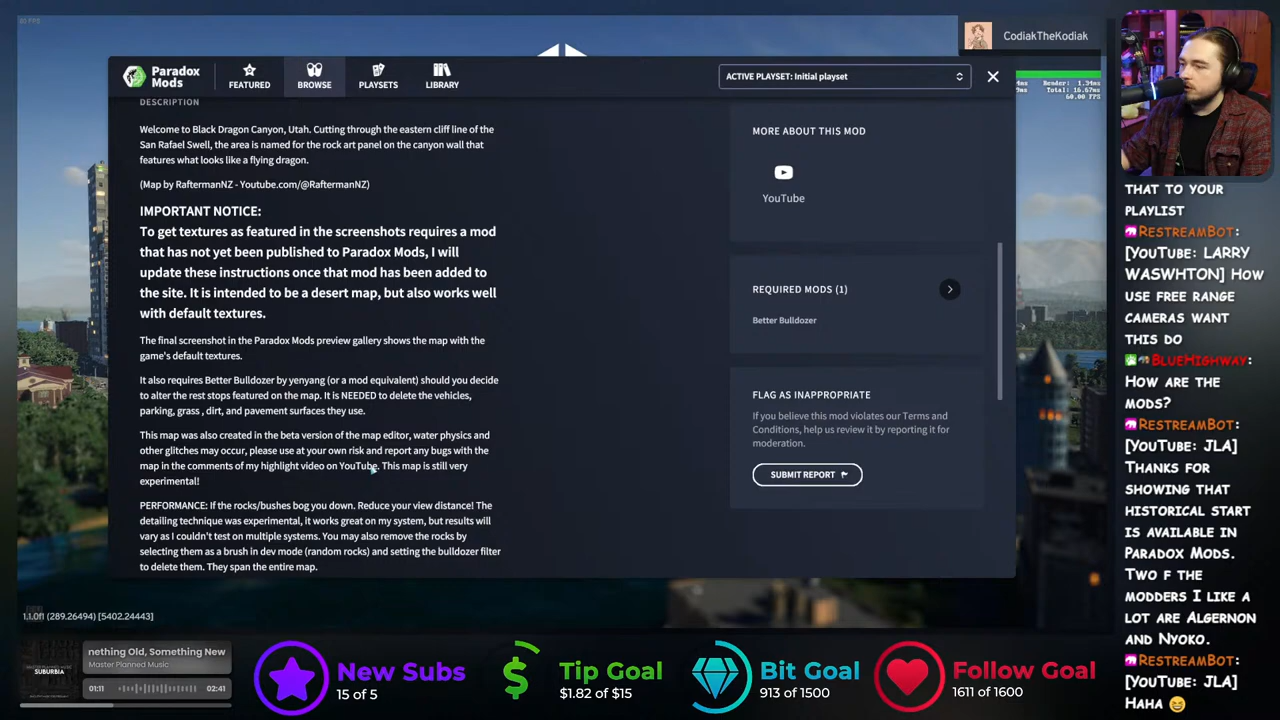 60 FPS
CodiakTheKodiak
Paradox Mods
FEATURED
BROWSE
PLAYSETS
LIBRARY
ACTIVE PLAYSET: Initial playset
Render: 1.34ms
Total: 16.67ms
60.00 FPS
DESCRIPTION
Welcome to Black Dragon Canyon, Utah. Cutting through the eastern cliff line of the
San Rafael Swell, the area is named for the rock art panel on the canyon wall that
features what looks like a flying dragon.
(Map by RaftermanNZ - Youtube.com/@RaftermanNZ)
IMPORTANT NOTICE:
To get textures as featured in the screenshots requires a mod
that has not yet been published to Paradox Mods, I will
update these instructions once that mod has been added to
the site. It is intended to be a desert map, but also works well
with default textures.
The final screenshot in the Paradox Mods preview gallery shows the map with the
game's default textures.
It also requires Better Bulldozer by yenyang (or a mod equivalent) should you decide
to alter the rest stops featured on the map. It is NEEDED to delete the vehicles,
parking, grass , dirt, and pavement surfaces they use.
This map was also created in the beta version of the map editor, water physics and
other glitches may occur, please use at your own risk and report any bugs with the
map in the comments of my highlight video on YouTube. This map is still very
experimental!
PERFORMANCE: If the rocks/bushes bog you down. Reduce your view distance! The
detailing technique was experimental, it works great on my system, but results will
vary as I couldn't test on multiple systems. You may also remove the rocks by
selecting them as a brush in dev mode (random rocks) and setting the bulldozer filter
to delete them. They span the entire map.
MORE ABOUT THIS MOD
YouTube
REQUIRED MODS (1)
Better Bulldozer
FLAG AS INAPPROPRIATE
If you believe this mod violates our Terms and
Conditions, help us review it by reporting it for
moderation.
SUBMIT REPORT
THAT TO YOUR
PLAYLIST
RESTREAMBOT:
[YOUTUBE: LARRY
WASWHTON] HOW
USE FREE RANGE
CAMERAS WANT
THIS DO
BLUEHIGHWAY:
HOW ARE THE
MODS?
RESTREAMBOT:
[YOUTUBE: JLA]
THANKS FOR
SHOWING THAT
HISTORICAL START
IS AVAILABLE IN
PARADOX MODS.
TWO F THE
MODDERS I LIKE A
LOT ARE ALGERNON
AND NYOKO.
RESTREAMBOT:
[YOUTUBE: JLA]
HAHA
1.1.0f1 (289.26494) [5402.24443]
SUBURBIA
nething Old, Something New
Master Planned Music
01:11
02:41
New Subs
15 of 5
Tip Goal
$1.82 of $15
Bit Goal
913 of 1500
Follow Goal
1611 of 1600